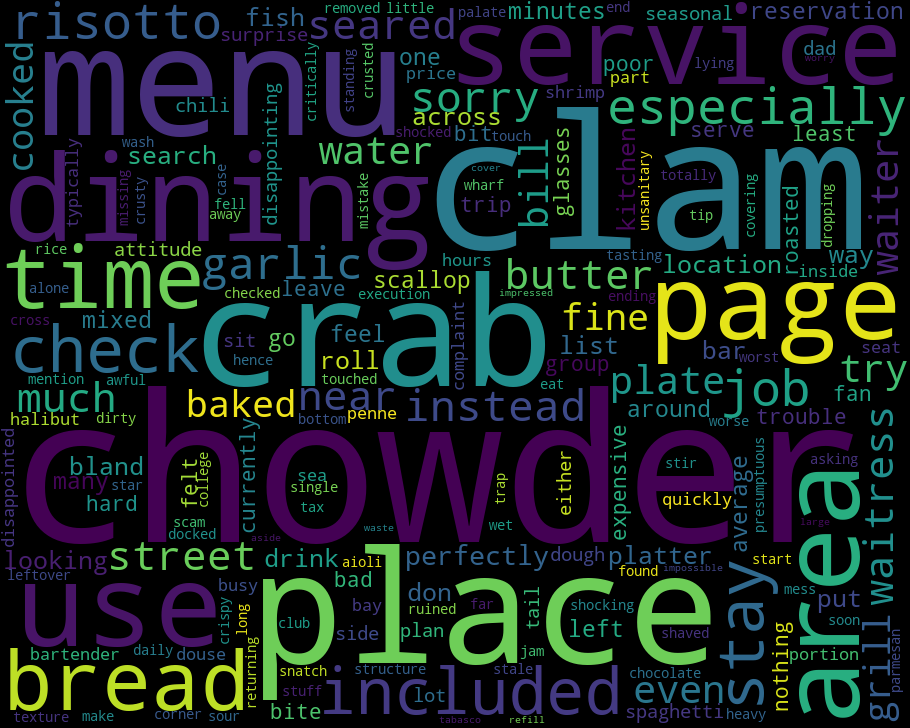 risotto fish seared palate minutes seasonal reservation
removed little end
surprise one price
menu service
cooked chili critically standing crusted poor dad lying worry
part
sorry shrimp especially
across
shocked bit touch serve least
wash
search water
typically missing crusty case disappointing mistake
dining clam
fell
away
cover
wharf
trip
bill glasses kitchen unsanitary totally
tip covering roasted dropping waiter
rice attitude hours tasting way
time garlic scallop butter location inside
alone leave
checked execution impressed ending
cross mixed crab fine page
check sit go feel complaint list bar worst seat
hence roll group
touched eat
mention awful much baked near instead plate job try
fan
halibut dirty bottom penne around worse trouble
disappointed chowder
bland many star hard felt college currently
sea
single
tax
trap either expensive stir
quickly average presumptuous asking waitress area
scam
docked
waste wet
aside large
looking street drink perfectly dough platter
leftover aioli found impossible start
use busy bad place stay mess
crispy long returning club bay don ruined far tail shocking shaved put soon
side plan left nothing
jam
bartender daily douse portion
bread snatch structure stale chocolate even grill parmesan
stuff included lot spaghetti heavy
texture make corner sour bite tabasco refill